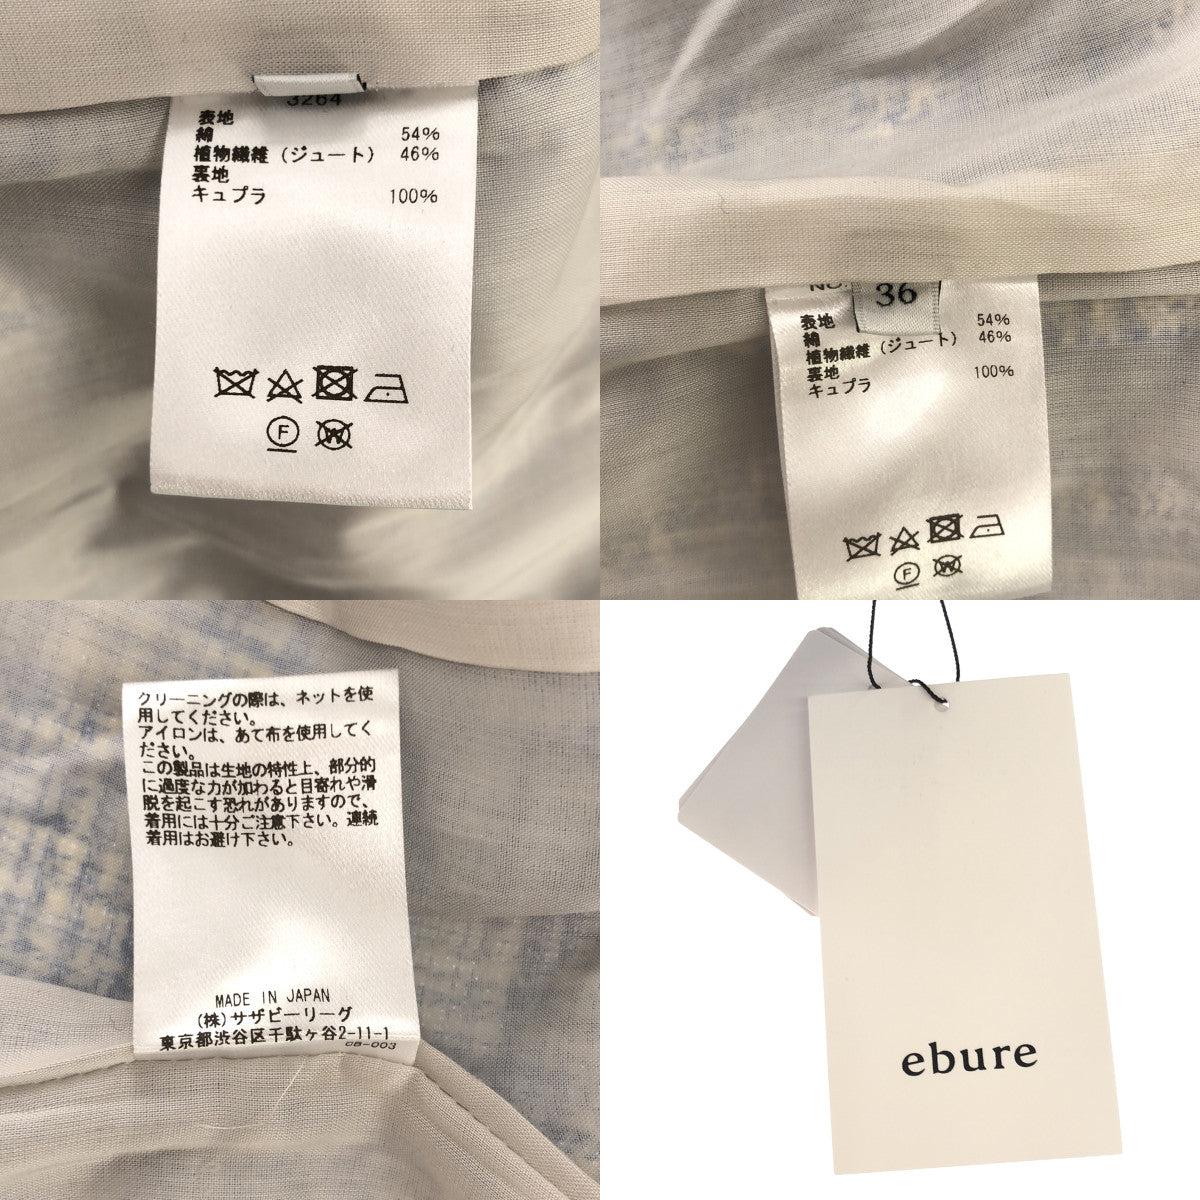 3264
表地
綿 54%
植物繊維 (ジュート) 46%
裏地
キュプラ 100%
F
W
NO.
36
表地
綿 54%
植物繊維 (ジュート) 46%
裏地
キュプラ 100%
F
W
クリーニングの際は、ネットを使
用してください。
アイロンは、あて布を使用してく
ださい。
この製品は生地の特性上、部分的
に過度な力が加わると目寄れや滑
脱を起こす恐れがありますので、
着用には十分ご注意下さい。連続
着用はお避け下さい。
MADE IN JAPAN
(株)サザビーリーグ
東京都渋谷区千駄ヶ谷2-11-1
CB-003
ebure